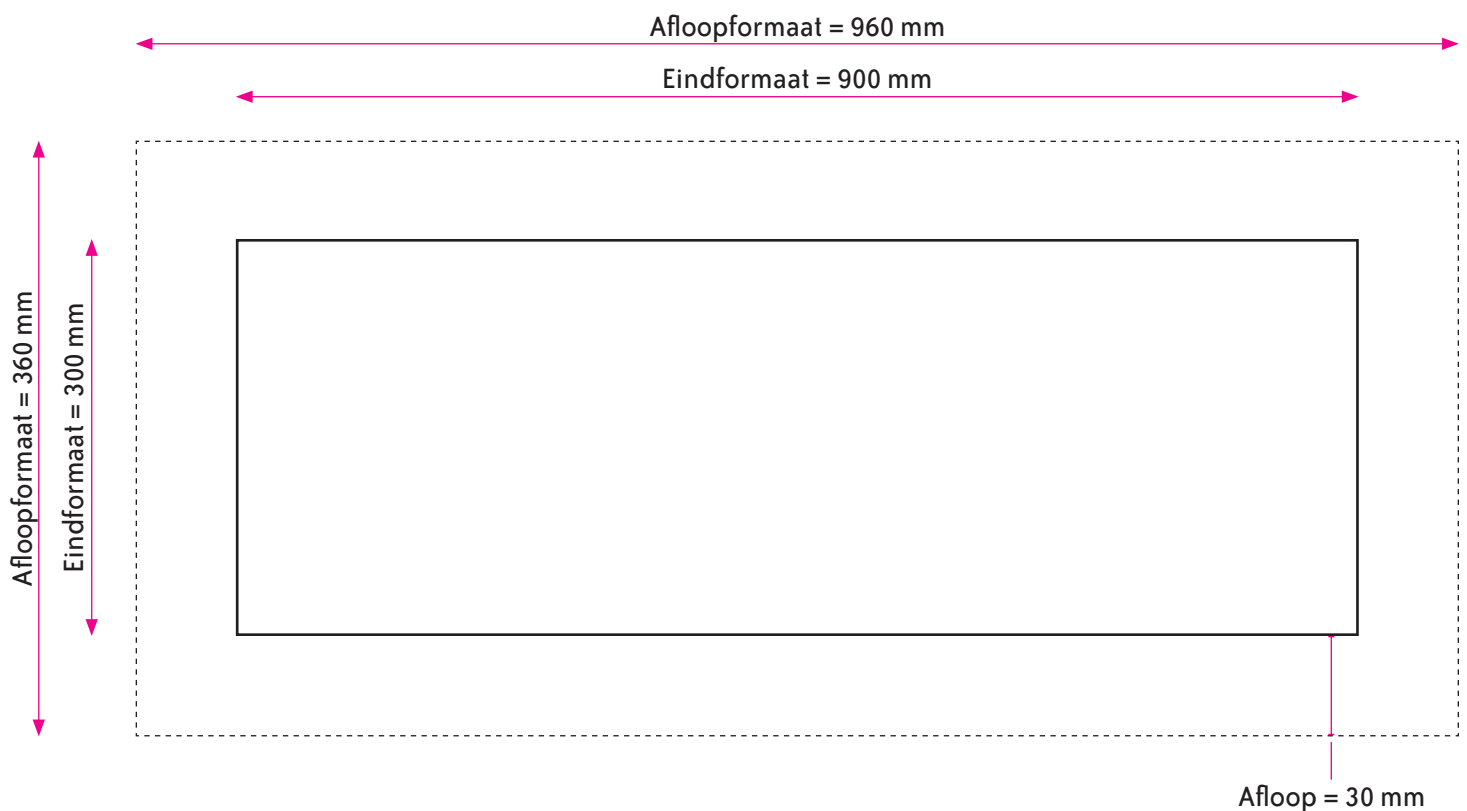 Afloopformaat = 960 mm
Eindformaat = 900 mm
Afloopformaat = 360 mm
Eindformaat = 300 mm
Afloop = 30 mm